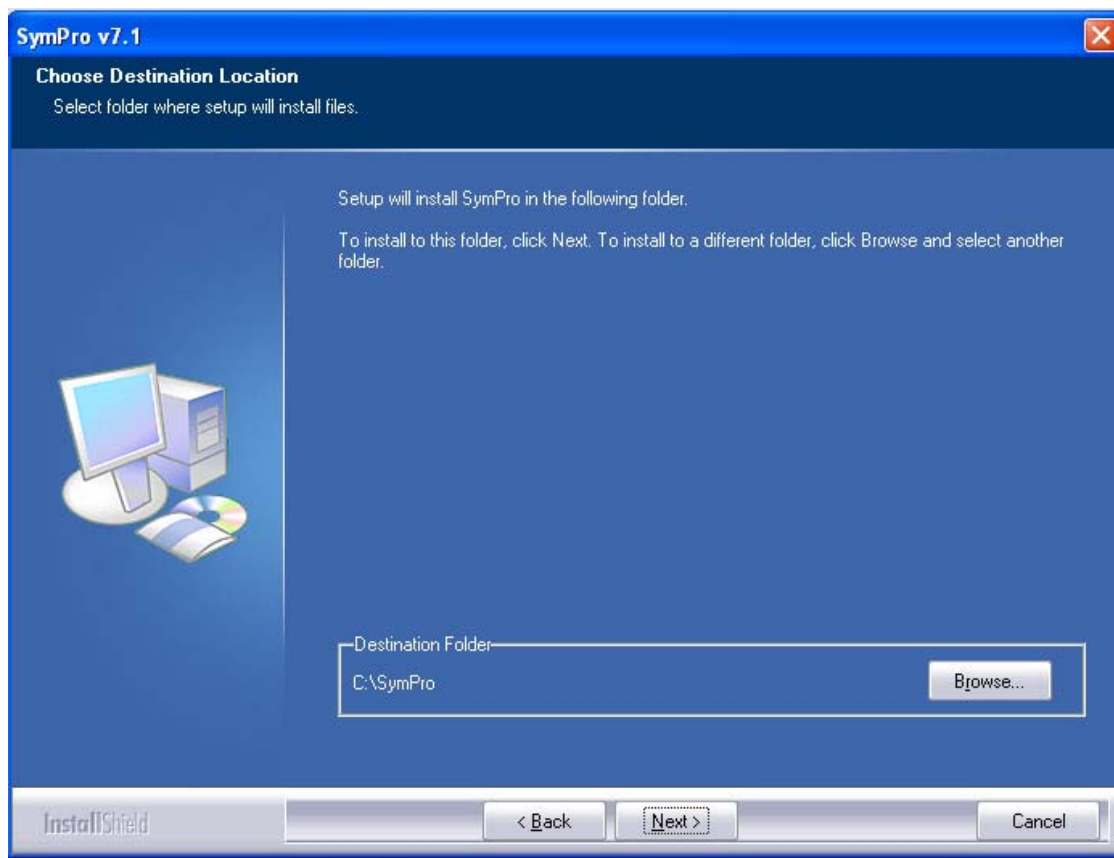 SymPro v7.1
Choose Destination Location
Select folder where setup will install files.
Setup will install SymPro in the following folder.
To install to this folder, click Next. To install to a different folder, click Browse and select another
folder.
Destination Folder
C:\SymPro
Browse...
InstallShield
< Back
Next >
Cancel